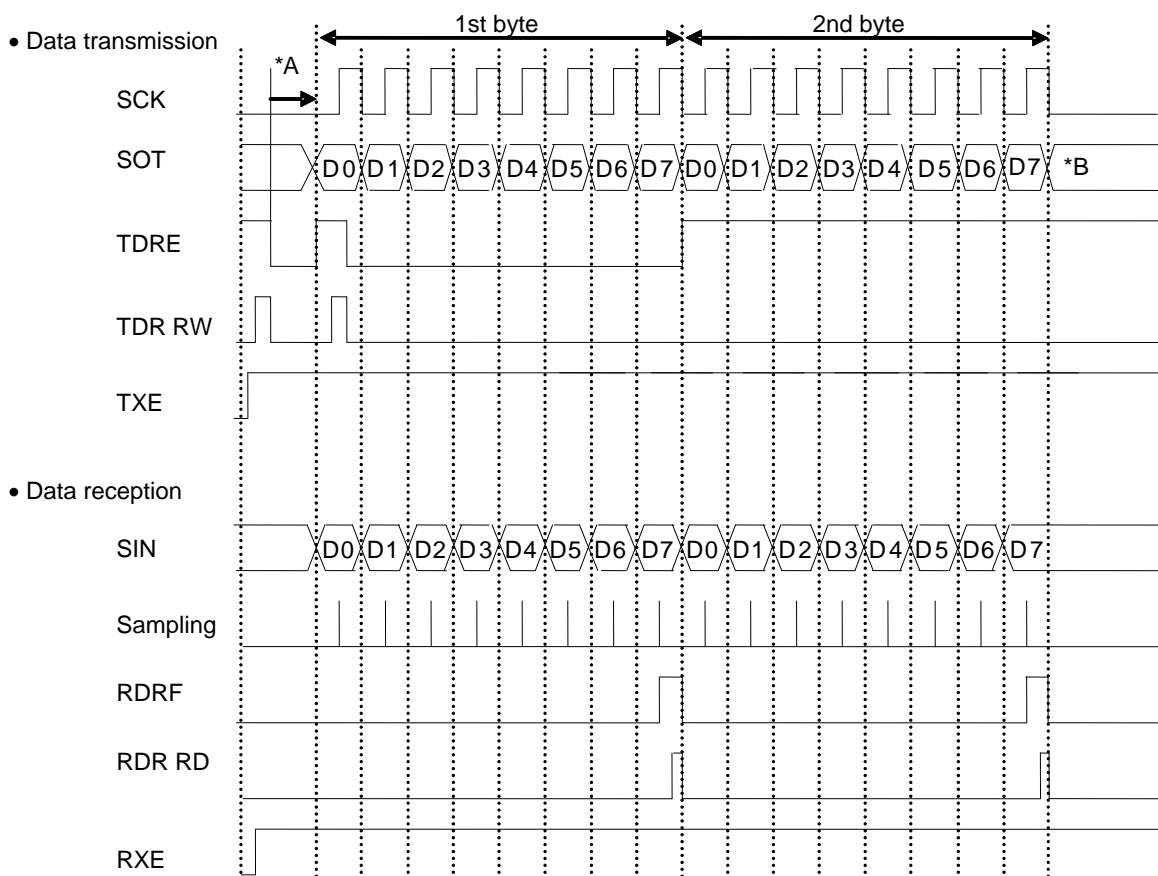 1st byte 2nd byte
• Data transmission
*A
SCK
SOT D0 D1 D2 D3 D4 D5 D6 D7 D0 D1 D2 D3 D4 D5 D6 D7 *B
TDRE
TDR RW
TXE
• Data reception
SIN D0 D1 D2 D3 D4 D5 D6 D7 D0 D1 D2 D3 D4 D5 D6 D7
Sampling
RDRF
RDR RD
RXE